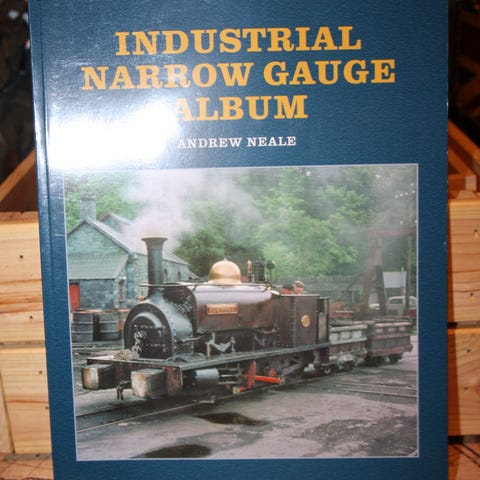 INDUSTRIAL
NARROW GAUGE
ALBUM
ANDREW NEALE